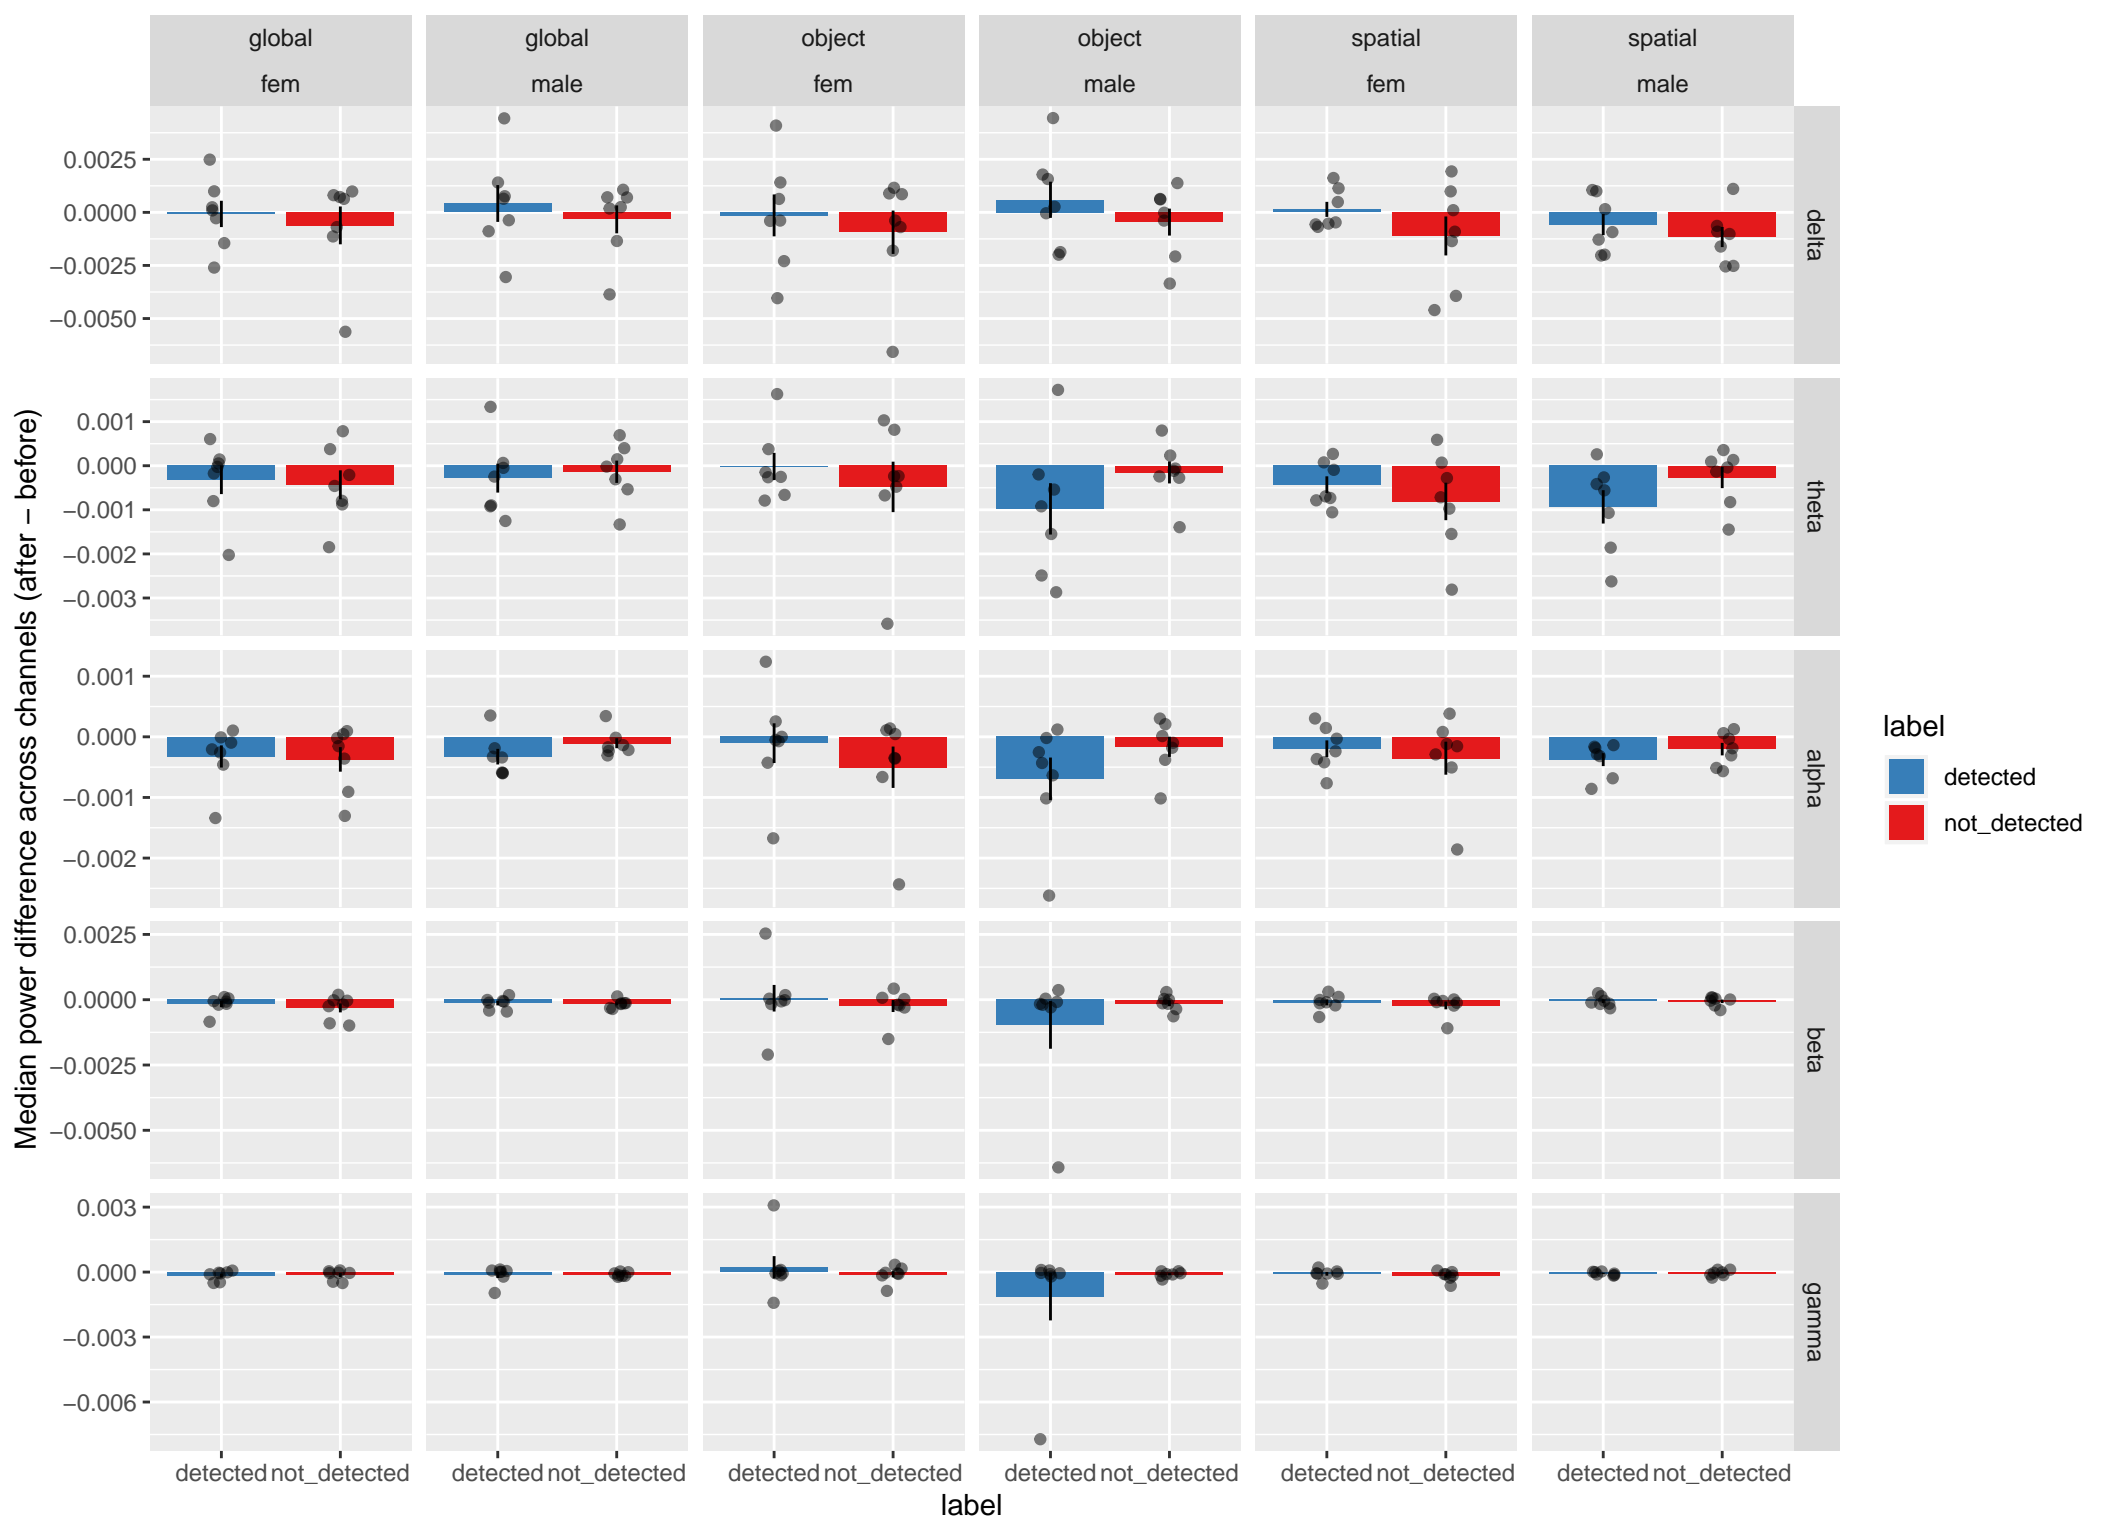 global global object object spatial spatial
fem male fem male fem male
0.0025
0.0000
−0.0025
−0.0050
delta
0.001
0.000
−0.001
−0.002
−0.003
theta
0.001
0.000
−0.001
−0.002
alpha
0.0025
0.0000
−0.0025
−0.0050
beta
0.003
0.000
−0.003
−0.006
gamma
Median power difference across channels (after − before)
detected not_detected detected not_detected detected not_detected detected not_detected detected not_detected detected not_detected
label
label
detected
not_detected